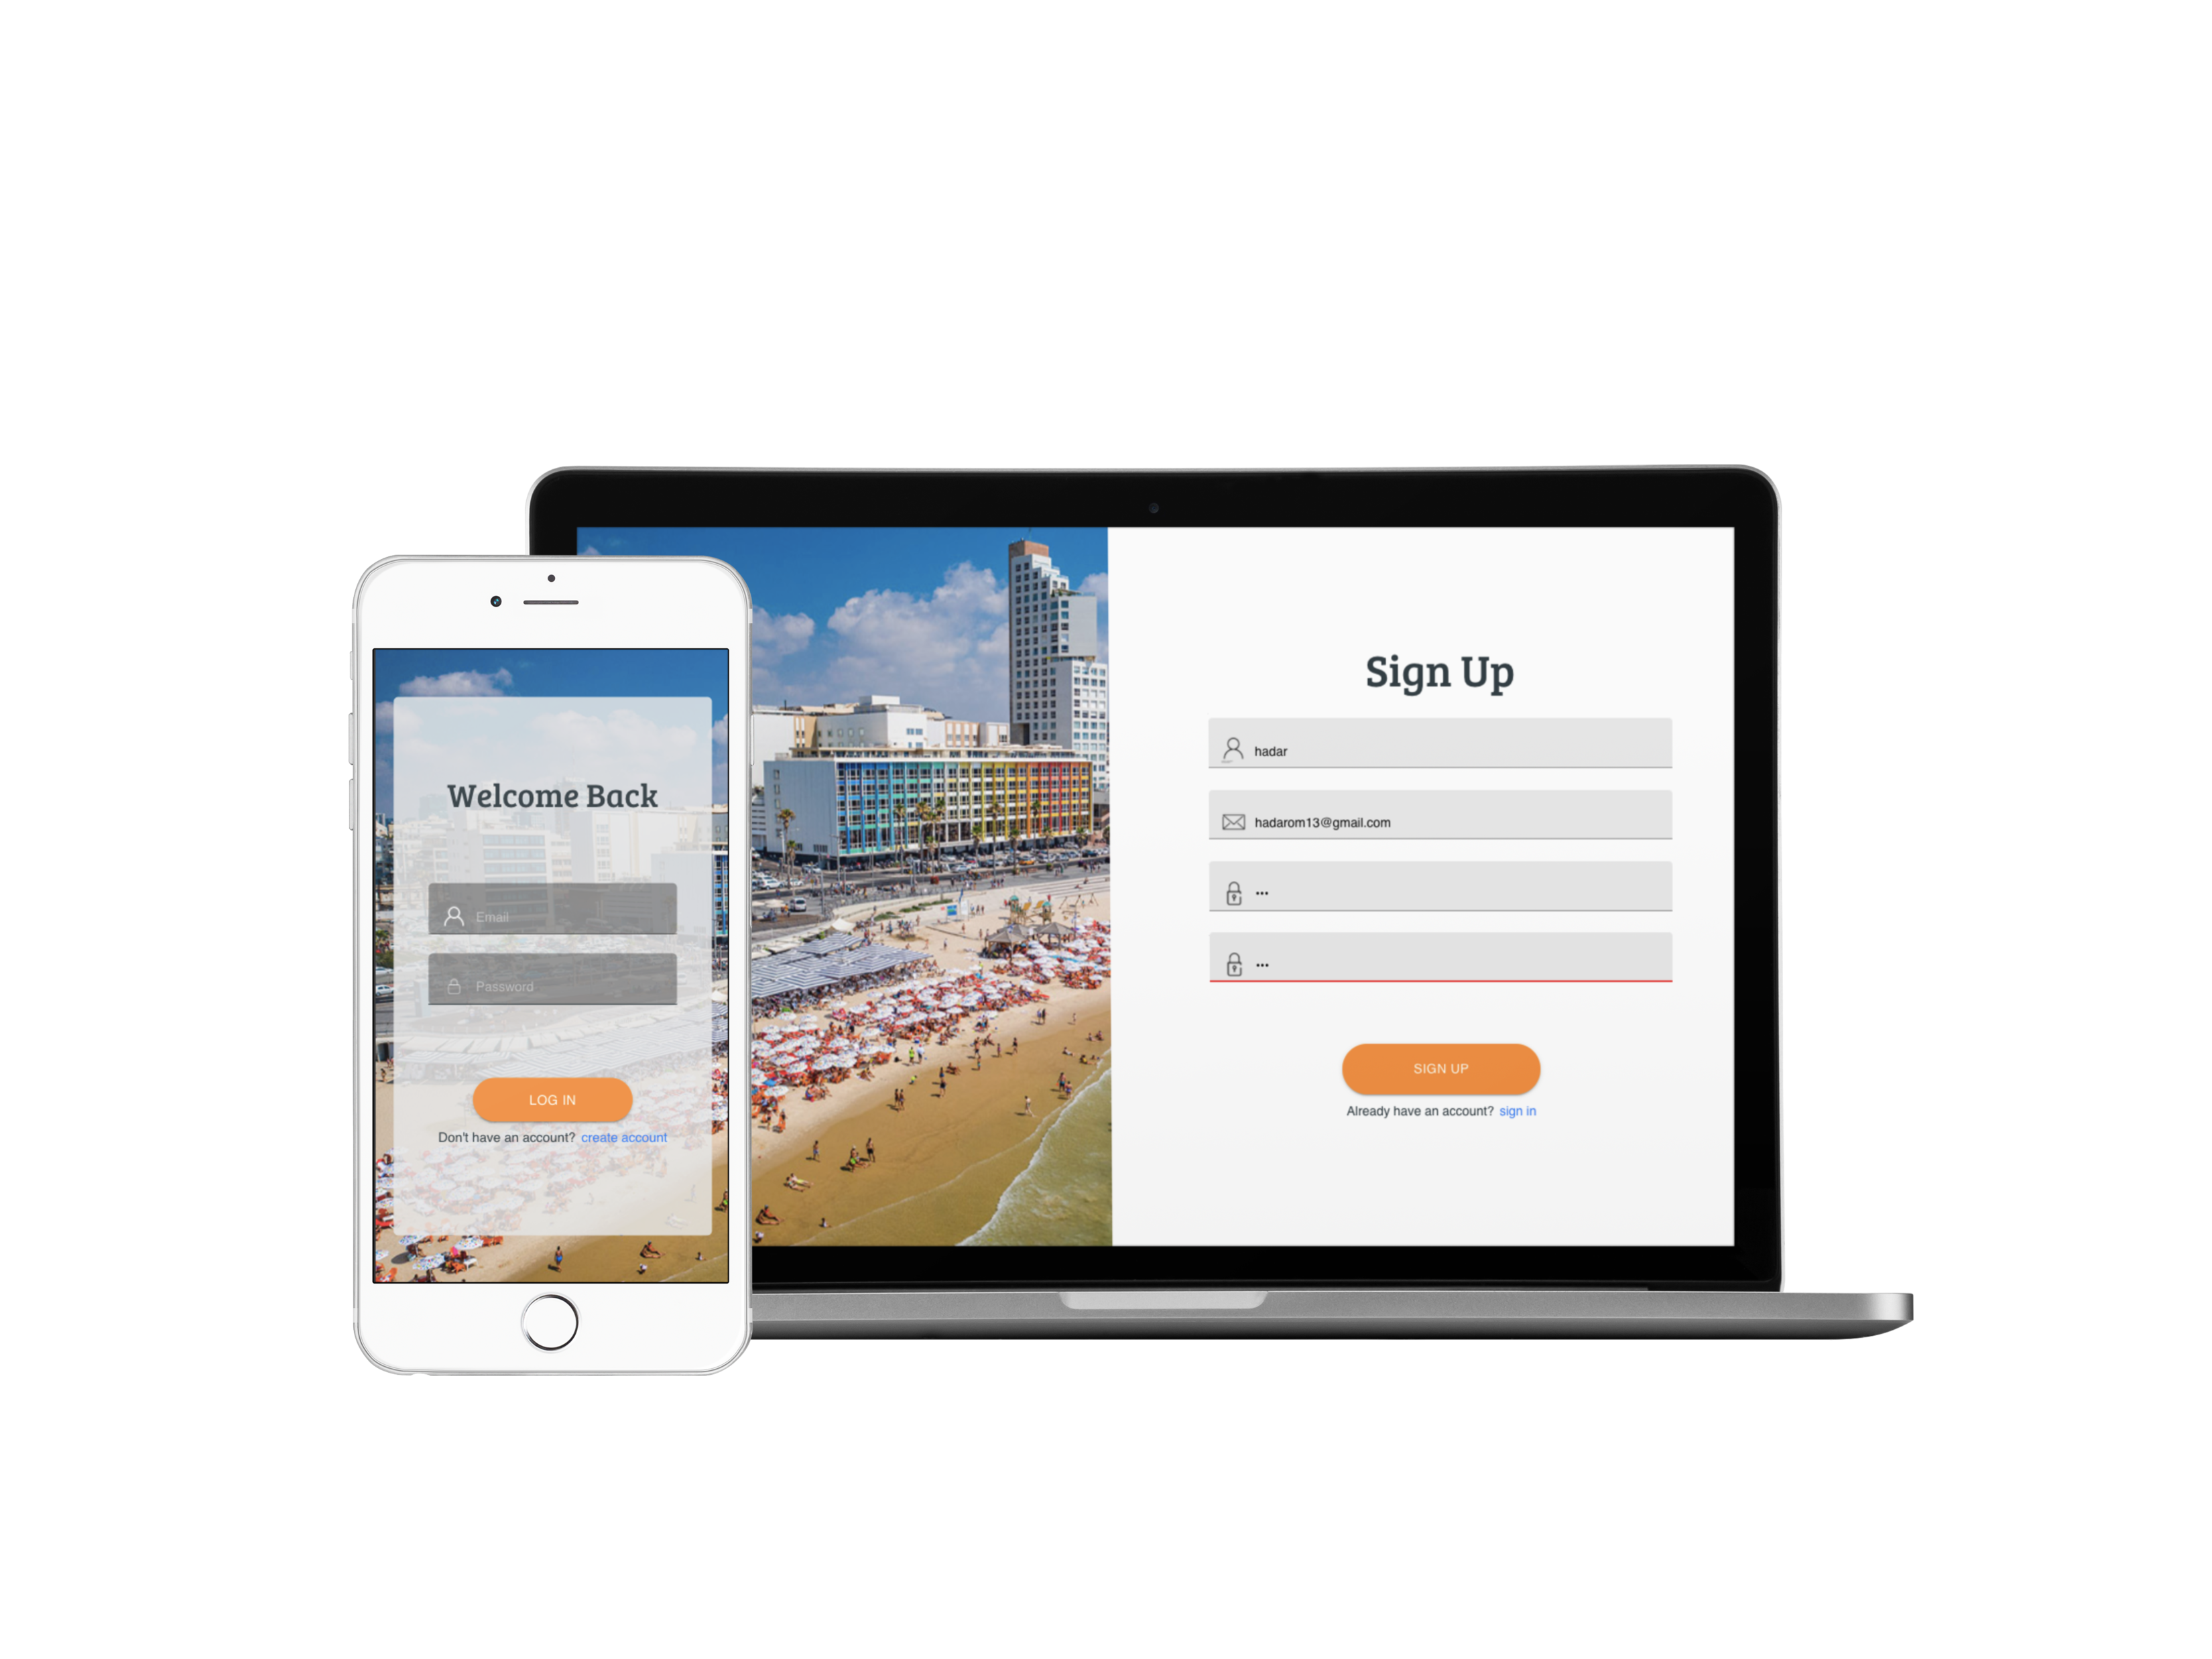 Welcome Back
Email
Password
LOG IN
Don't have an account? create account
Sign Up
hadar
hadarom13@gmail.com
•••
•••
SIGN UP
Already have an account? sign in